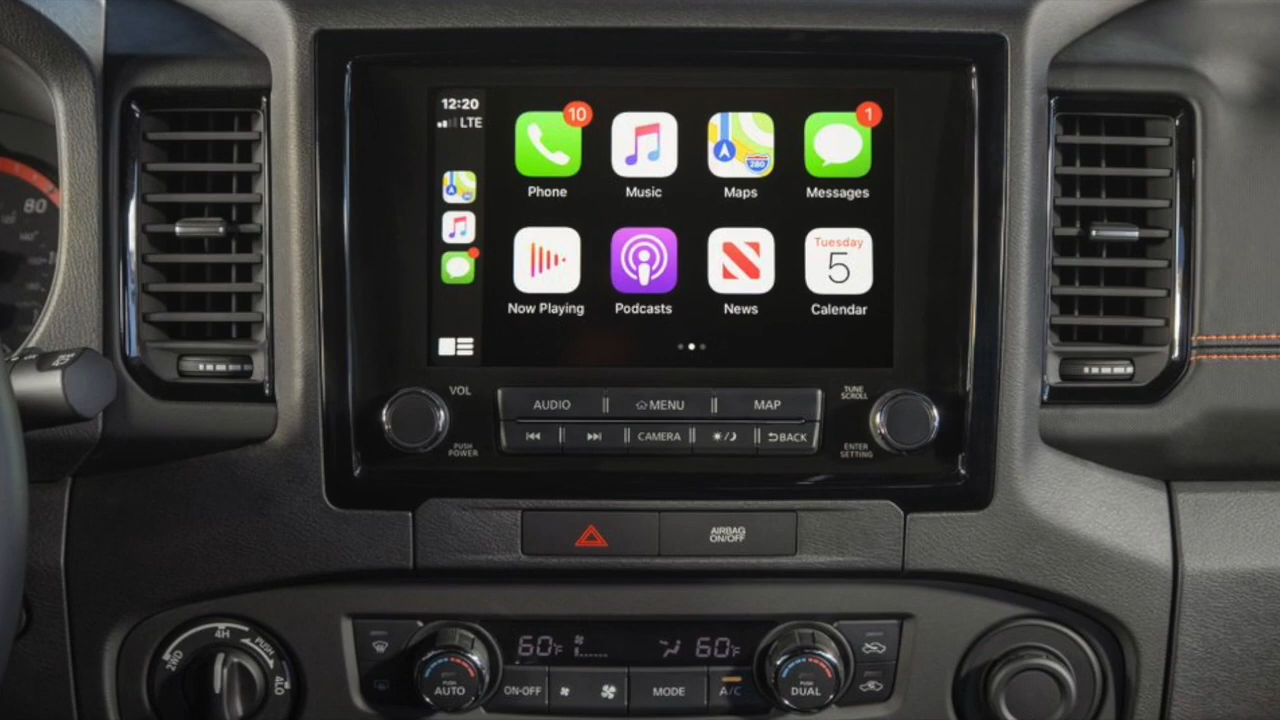 12:20
LTE
10
1
280
Phone
Music
Maps
Messages
Tuesday
5
Now Playing
Podcasts
News
Calendar
80
VOL
PUSH
POWER
AUDIO
MENU
MAP
CAMERA
BACK
TUNE
SCROLL
ENTER
SETTING
AIRBAG
ON/OFF
2WD
4H
PUSH
4LO
60°F
60°F
PUSH
AUTO
ON·OFF
MODE
A/C
PUSH
DUAL